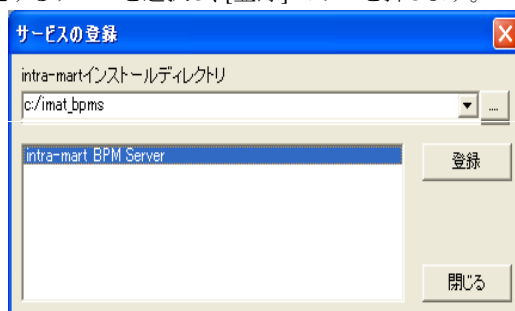 サービスの登録
intra-martインストールディレクトリ
c:/imat_bpms
...
intra-mart BPM Server
登録
閉じる